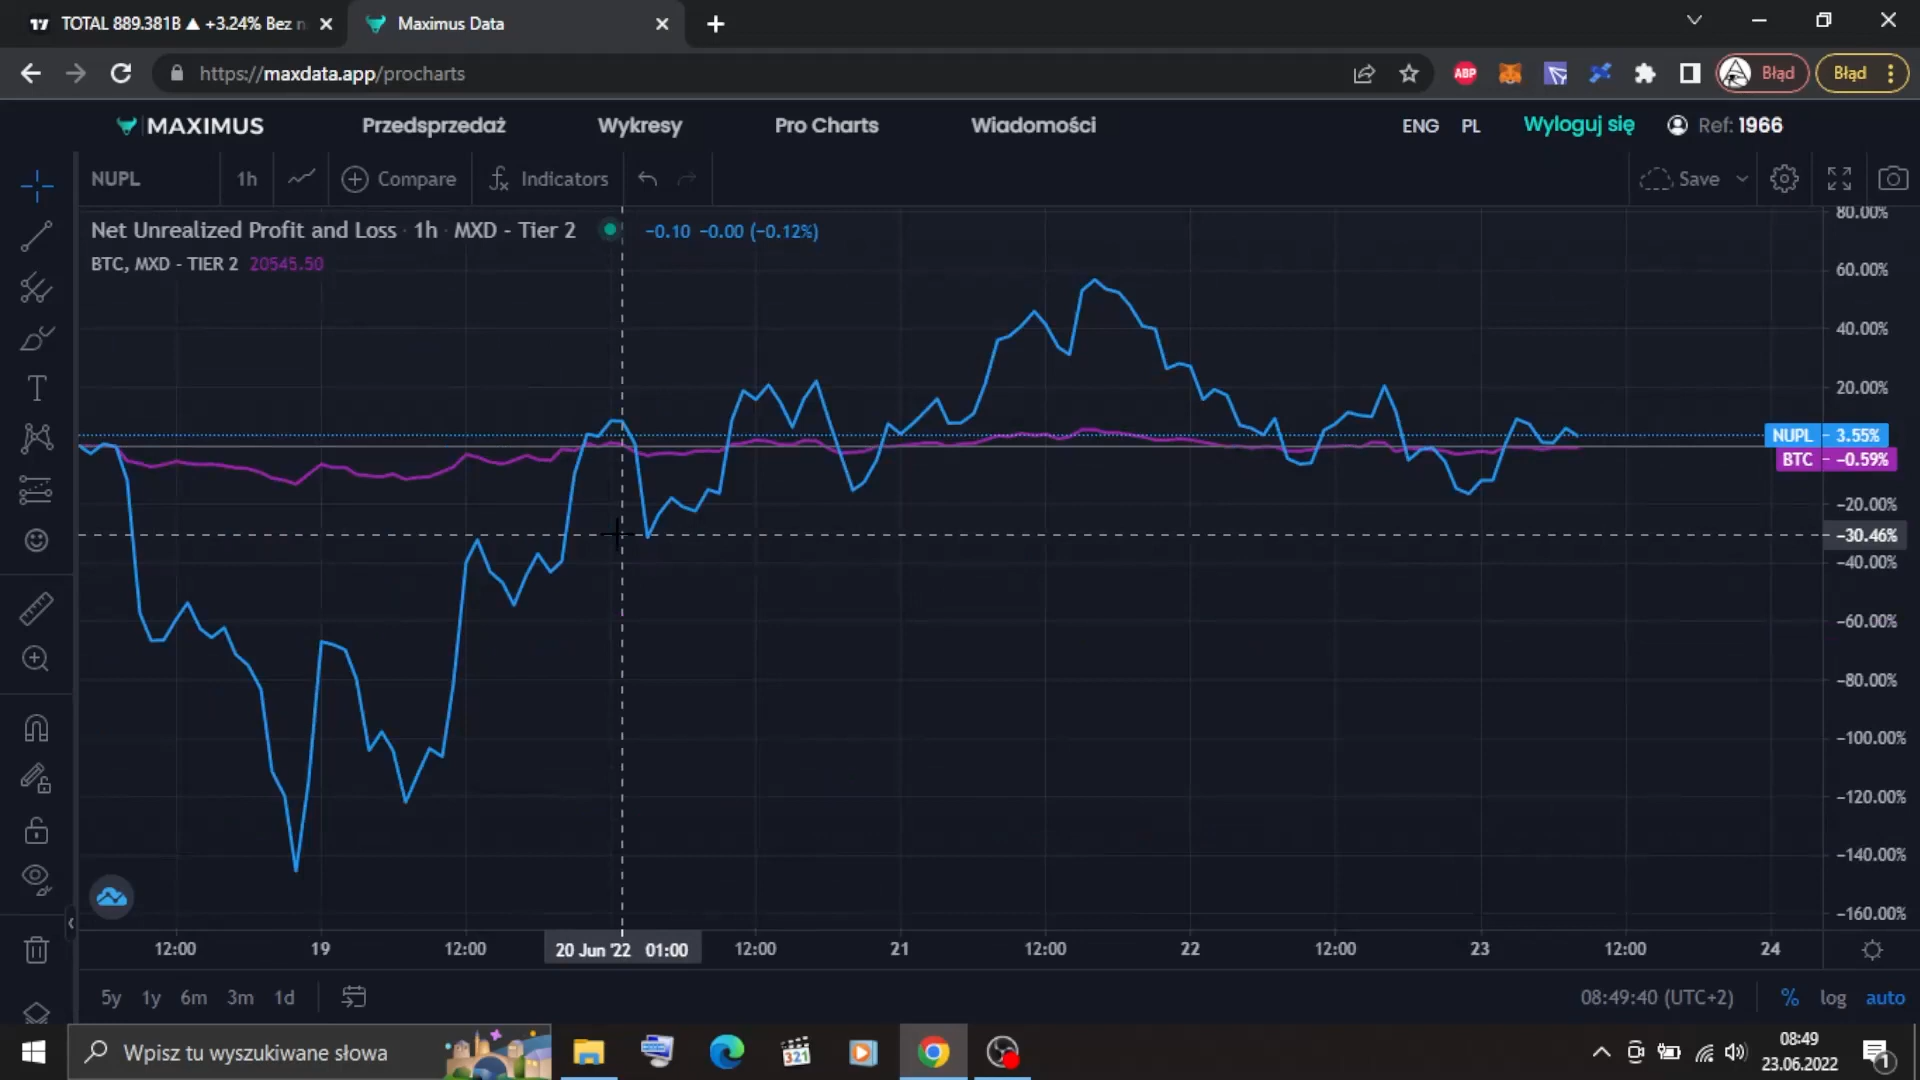 TOTAL 889.381B ▲ +3.24% Bez n
Maximus Data
https://maxdata.app/procharts
ABP
Błąd
Błąd
MAXIMUS
Przedsprzedaż
Wykresy
Pro Charts
Wiadomości
ENG
PL
Wyloguj się
Ref: 1966
NUPL
1h
Compare
Indicators
Save
Net Unrealized Profit and Loss · 1h · MXD - Tier 2
−0.10 −0.00 (−0.12%)
BTC, MXD - TIER 2 20545.50
80.00%
60.00%
40.00%
20.00%
NUPL 3.55%
BTC −0.59%
−20.00%
−30.46%
−40.00%
−60.00%
−80.00%
−100.00%
−120.00%
−140.00%
−160.00%
12:00
19
12:00
20 Jun '22 01:00
12:00
21
12:00
22
12:00
23
12:00
24
5y 1y 6m 3m 1d
08:49:40 (UTC+2)
% log auto
Wpisz tu wyszukiwane słowa
321
08:49
23.06.2022
1